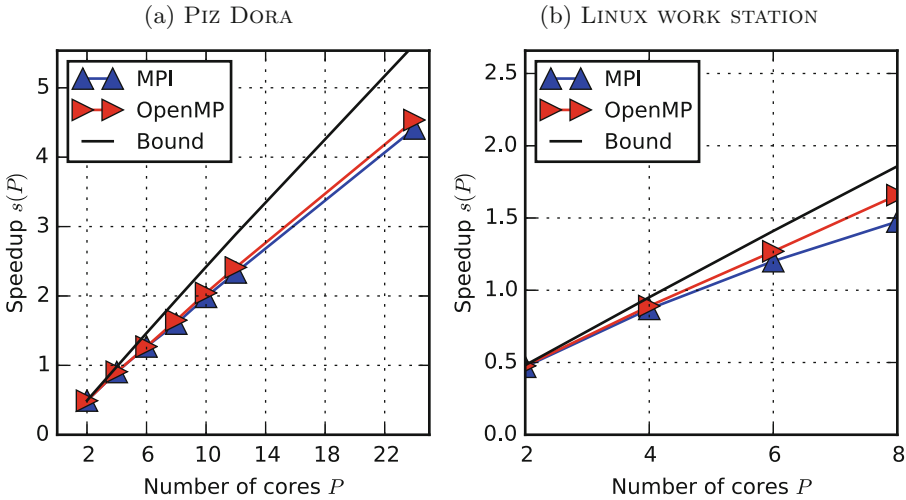 (a) Piz Dora
MPI
OpenMP
Bound
Speedup s(P)
0
1
2
3
4
5
2
6
10
14
18
22
Number of cores P
(b) Linux work station
MPI
OpenMP
Bound
Speedup s(P)
0.0
0.5
1.0
1.5
2.0
2.5
2
4
6
8
Number of cores P